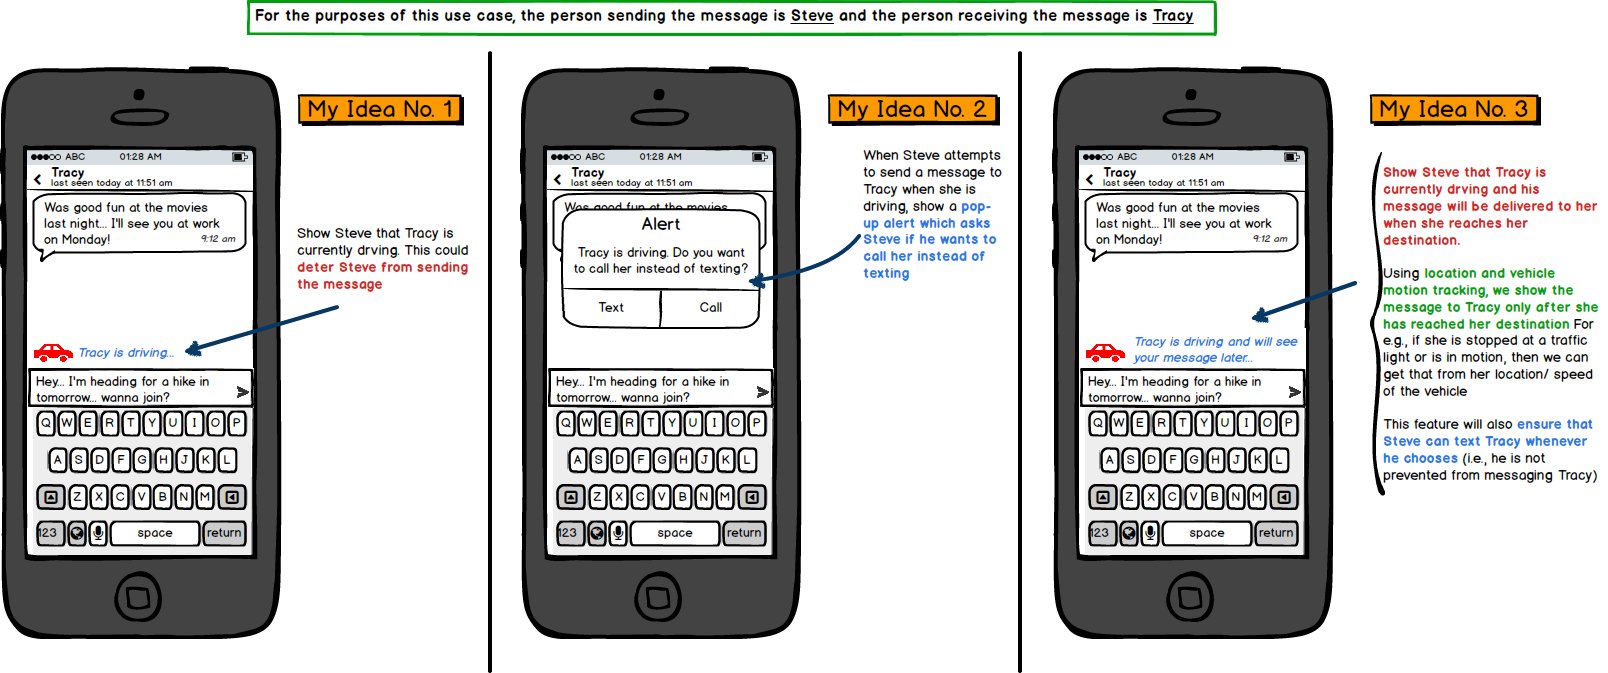 For the purposes of this use case, the person sending the message is Steve and the person receiving the message is Tracy
My Idea No. 1
ABC 01:28 AM
Tracy
last seen today at 11:51 am
Was good fun at the movies
last night... I'll see you at work
on Monday! 9:12 am
Show Steve that Tracy is
currently drving. This could
deter Steve from sending
the message
Tracy is driving...
Hey... I'm heading for a hike in
tomorrow... wanna join?
Q W E R T Y U I O P
A S D F G H J K L
Z X C V B N M
123 space return
My Idea No. 2
ABC 01:28 AM
Tracy
last seen today at 11:51 am
Was good fun at the movies
Alert
Tracy is driving. Do you want
to call her instead of texting?
Text Call
When Steve attempts
to send a message to
Tracy when she is
driving, show a pop-
up alert which asks
Steve if he wants to
call her instead of
texting
Hey... I'm heading for a hike in
tomorrow... wanna join?
Q W E R T Y U I O P
A S D F G H J K L
Z X C V B N M
123 space return
My Idea No. 3
ABC 01:28 AM
Tracy
last seen today at 11:51 am
Was good fun at the movies
last night... I'll see you at work
on Monday! 9:12 am
Tracy is driving and will see
your message later...
Hey... I'm heading for a hike in
tomorrow... wanna join?
Q W E R T Y U I O P
A S D F G H J K L
Z X C V B N M
123 space return
Show Steve that Tracy is
currently drving and his
message will be delivered to her
when she reaches her
destination.
Using location and vehicle
motion tracking, we show the
message to Tracy only after she
has reached her destination For
e.g., if she is stopped at a traffic
light or is in motion, then we can
get that from her location/ speed
of the vehicle
This feature will also ensure that
Steve can text Tracy whenever
he chooses (i.e., he is not
prevented from messaging Tracy)